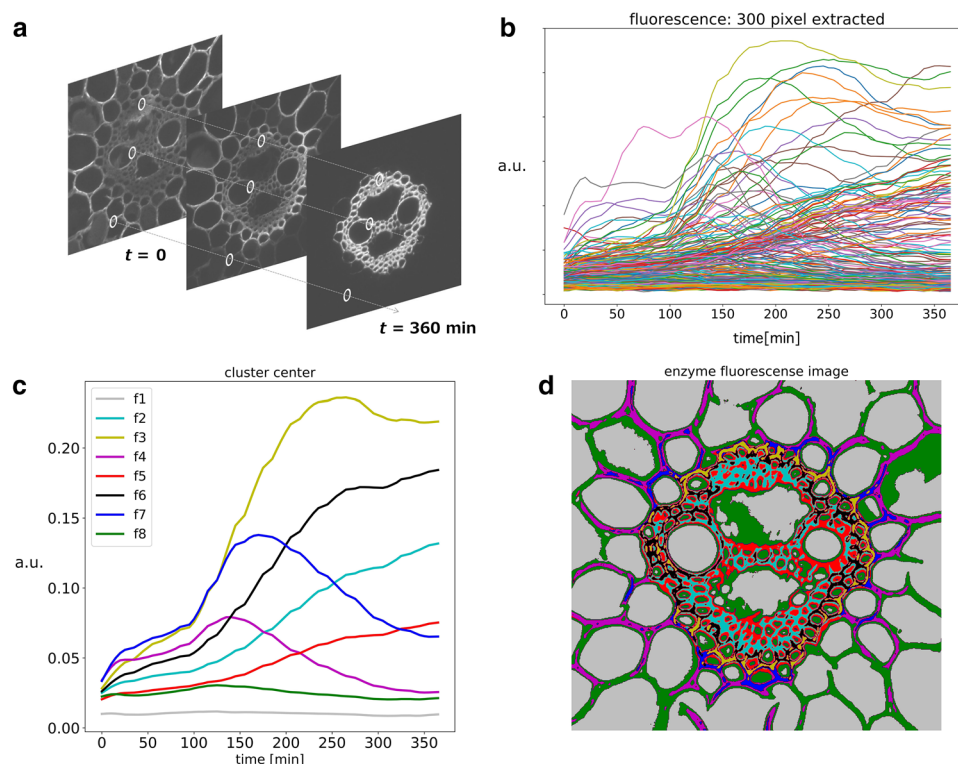 a
t = 0
t = 360 min
b
fluorescence: 300 pixel extracted
a.u.
0 50 100 150 200 250 300 350
time[min]
c
cluster center
f1
f2
f3
f4
f5
f6
f7
f8
0.20
0.15
a.u.
0.10
0.05
0.00
0 50 100 150 200 250 300 350
time [min]
d
enzyme fluorescense image